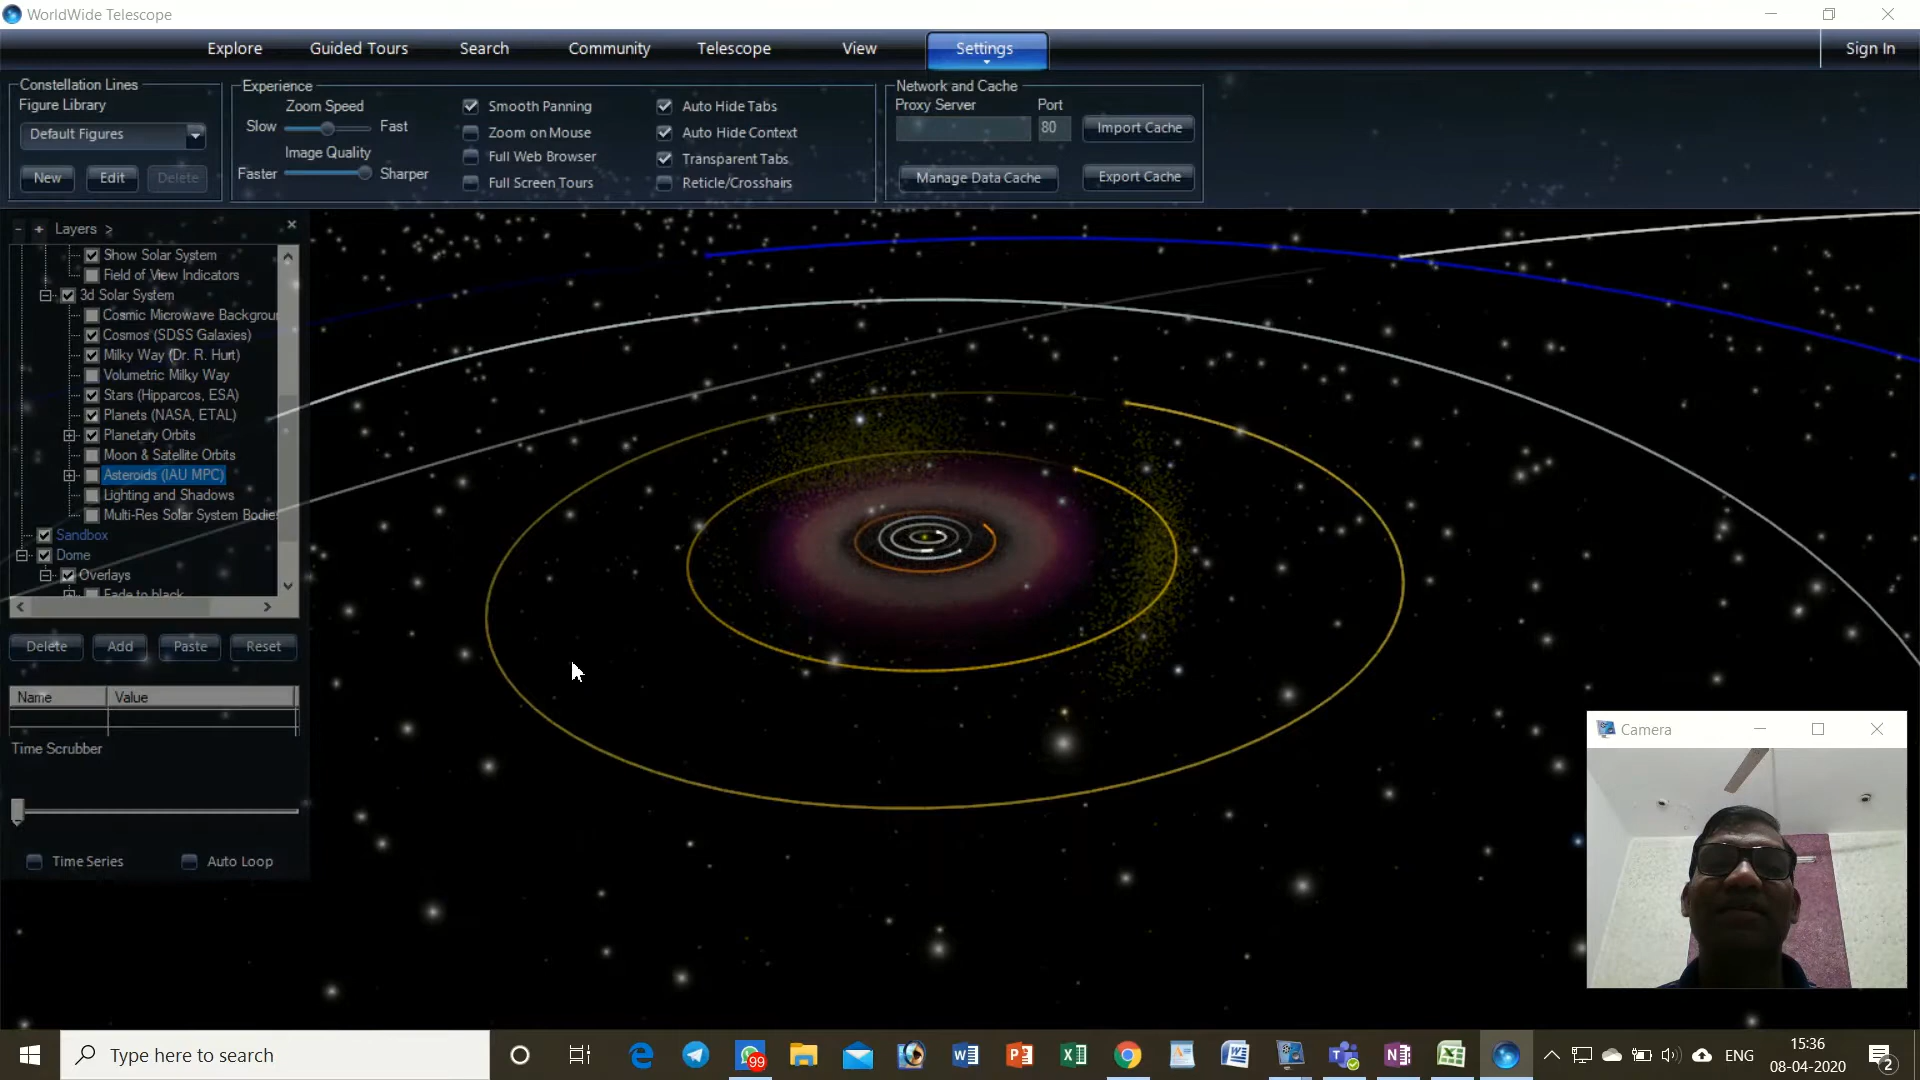 WorldWide Telescope
Explore Guided Tours Search Community Telescope View Settings Sign In
Constellation Lines
Figure Library
Default Figures
New Edit Delete
Experience
Zoom Speed
Slow Fast
Image Quality
Faster Sharper
Smooth Panning
Zoom on Mouse
Full Web Browser
Full Screen Tours
Auto Hide Tabs
Auto Hide Context
Transparent Tabs
Reticle/Crosshairs
Network and Cache
Proxy Server Port
80 Import Cache
Manage Data Cache Export Cache
- + Layers >
Show Solar System
Field of View Indicators
3d Solar System
Cosmic Microwave Backgroun
Cosmos (SDSS Galaxies)
Milky Way (Dr. R. Hurt)
Volumetric Milky Way
Stars (Hipparcos, ESA)
Planets (NASA, ETAL)
Planetary Orbits
Moon & Satellite Orbits
Asteroids (IAU MPC)
Lighting and Shadows
Multi-Res Solar System Bodie
Sandbox
Dome
Overlays
Fade to black
Delete Add Paste Reset
Name Value
Time Scrubber
Time Series Auto Loop
Camera
Type here to search
99
ENG
15:36
08-04-2020
2